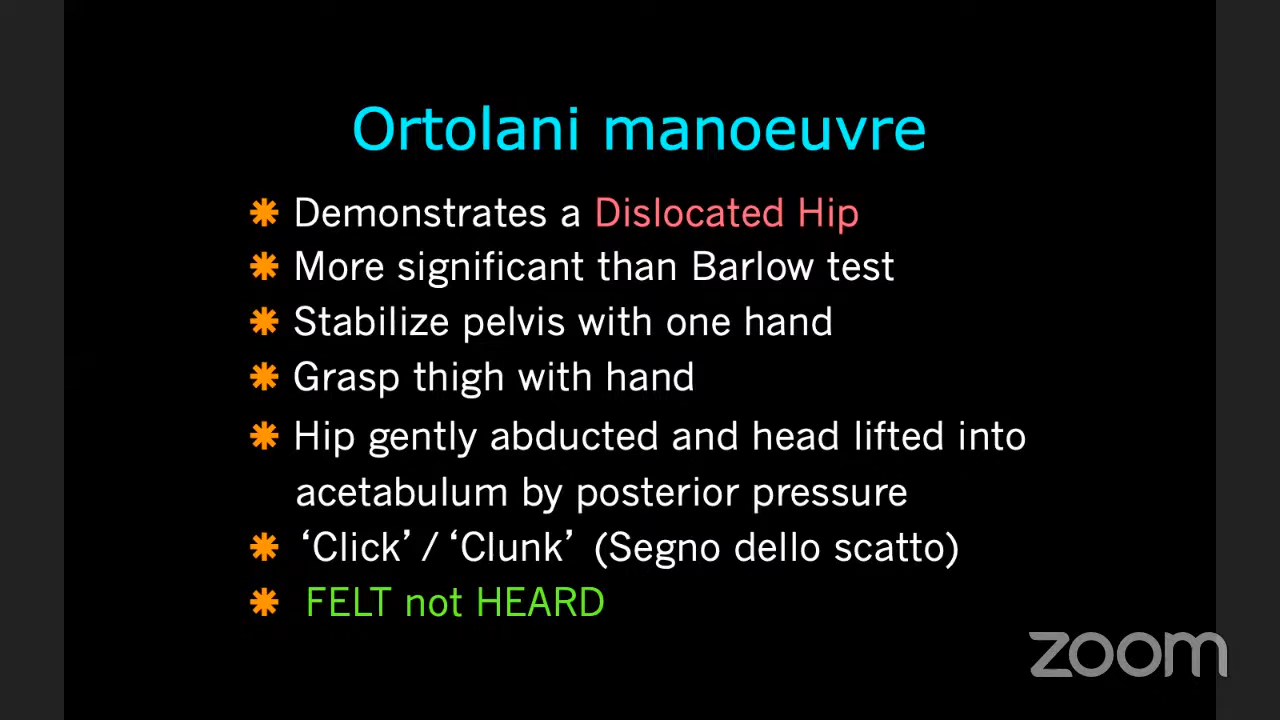 Ortolani manoeuvre
Demonstrates a Dislocated Hip
More significant than Barlow test
Stabilize pelvis with one hand
Grasp thigh with hand
Hip gently abducted and head lifted into
acetabulum by posterior pressure
‘Click’ / ‘Clunk’ (Segno dello scatto)
FELT not HEARD
zoom